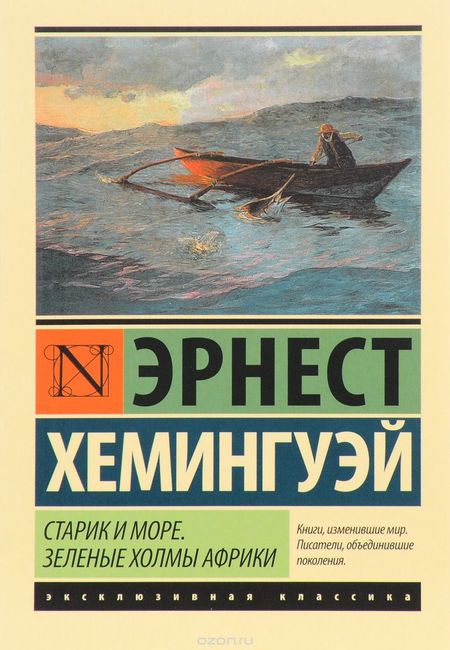 N
ЭРНЕСТ
ХЕМИНГУЭЙ
СТАРИК И МОРЕ.
ЗЕЛЕНЫЕ ХОЛМЫ АФРИКИ
Книги, изменившие мир.
Писатели, объединившие
поколения.
эксклюзивная классика
ozon.ru